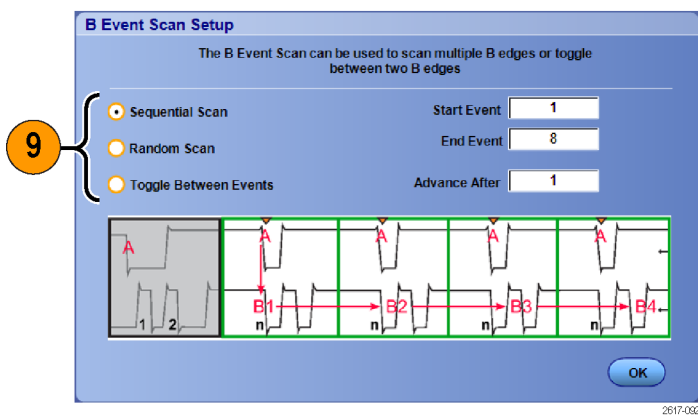 B Event Scan Setup
The B Event Scan can be used to scan multiple B edges or toggle
between two B edges
9
Sequential Scan
Random Scan
Toggle Between Events
Start Event 1
End Event 8
Advance After 1
A A A A A
B1 B2 B3 B4
1 2 n n n n
OK